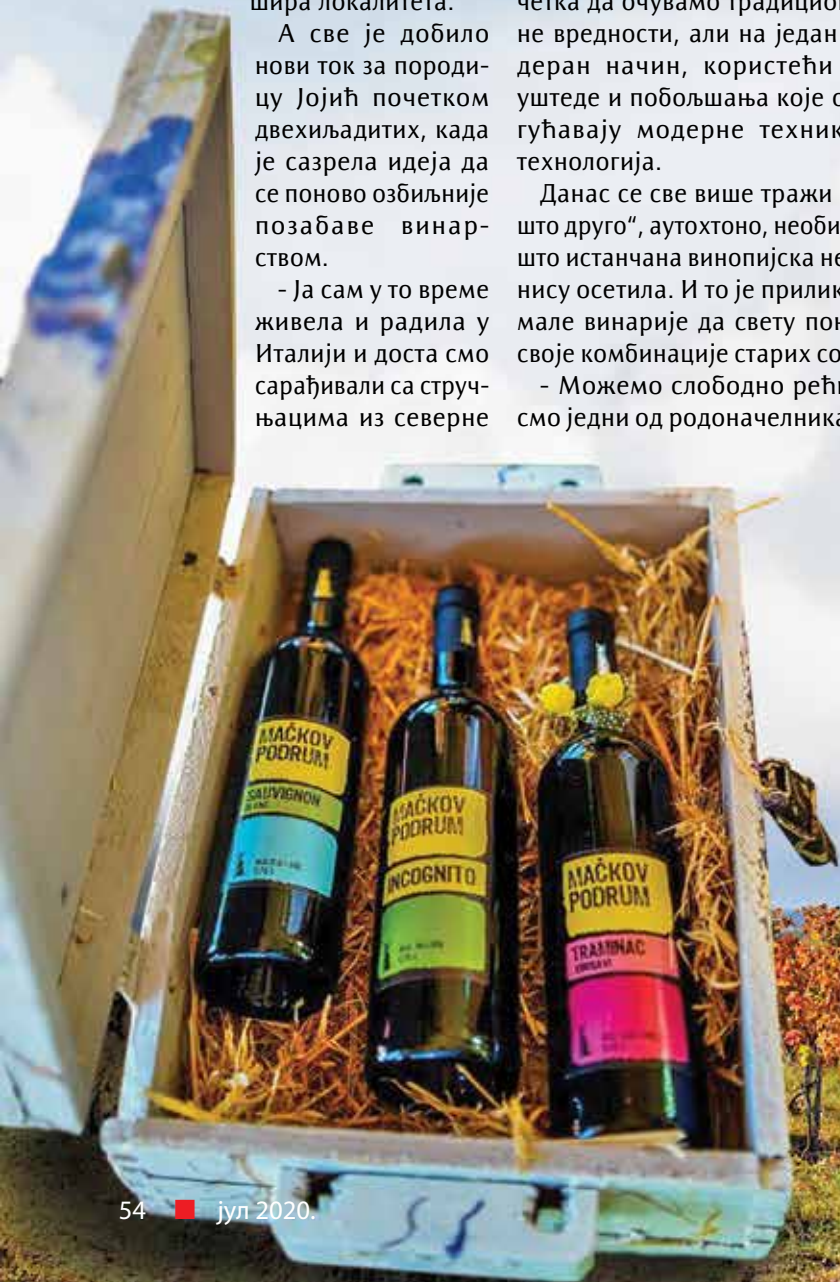 шира локалитета.
А све је добило
нови ток за породи-
цу Јојић почетком
двехиљадитих, када
је сазрела идеја да
се поново озбиљније
позабаве винар-
ством.
- Ја сам у то време
живела и радила у
Италији и доста смо
сарађивали са струч-
њацима из северне
четка да очувамо традицион
не вредности, али на један
деран начин, користећи
уштеде и побољшања које о
гућавају модерне техник
технологија.
Данас се све више тражи
што друго“, аутохтоно, необи
што истанчана винопијска не
нису осетила. И то је прилик
мале винарије да свету пок
своје комбинације старих со
- Можемо слободно рећи
смо једни од родоначелника
MAČKOV
PODRUM
SAUVIGNON
MAČKOV
PODRUM
INCOGNITO
MAČKOV
PODRUM
TRAMINAC
54 јул 2020.